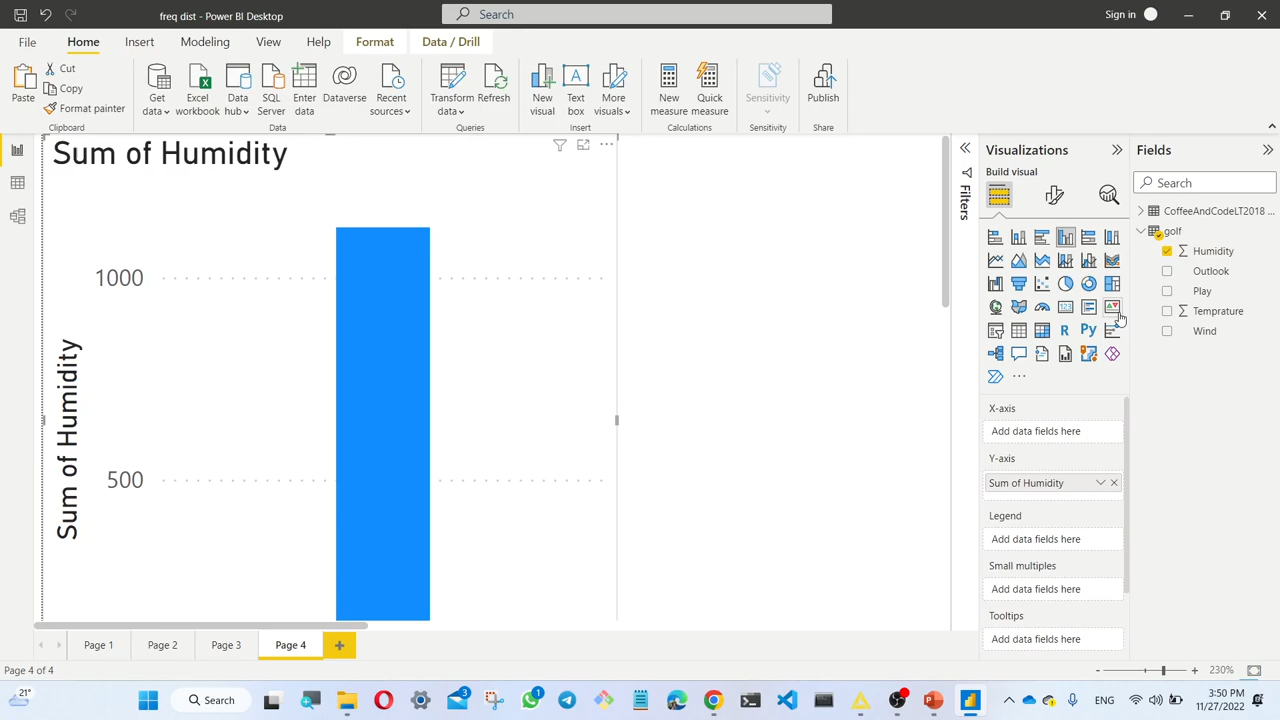 freq dist - Power BI Desktop
Search
Sign in
File
Home
Insert
Modeling
View
Help
Format
Data / Drill
Paste
Cut
Copy
Format painter
Get
data
Excel
workbook
Data
hub
SQL
Server
Enter
data
Dataverse
Recent
sources
Transform
data
Refresh
New
visual
Text
box
More
visuals
New
measure
Quick
measure
Sensitivity
Publish
Clipboard
Data
Queries
Insert
Calculations
Sensitivity
Share
Sum of Humidity
Sum of Humidity
1000
500
Filters
Visualizations
Build visual
R
Py
X-axis
Add data fields here
Y-axis
Sum of Humidity
Legend
Add data fields here
Small multiples
Add data fields here
Tooltips
Add data fields here
Fields
Search
CoffeeAndCodeLT2018 ...
golf
Humidity
Outlook
Play
Temprature
Wind
Page 1
Page 2
Page 3
Page 4
Page 4 of 4
230%
21°
Search
3
1
ENG
3:50 PM
11/27/2022